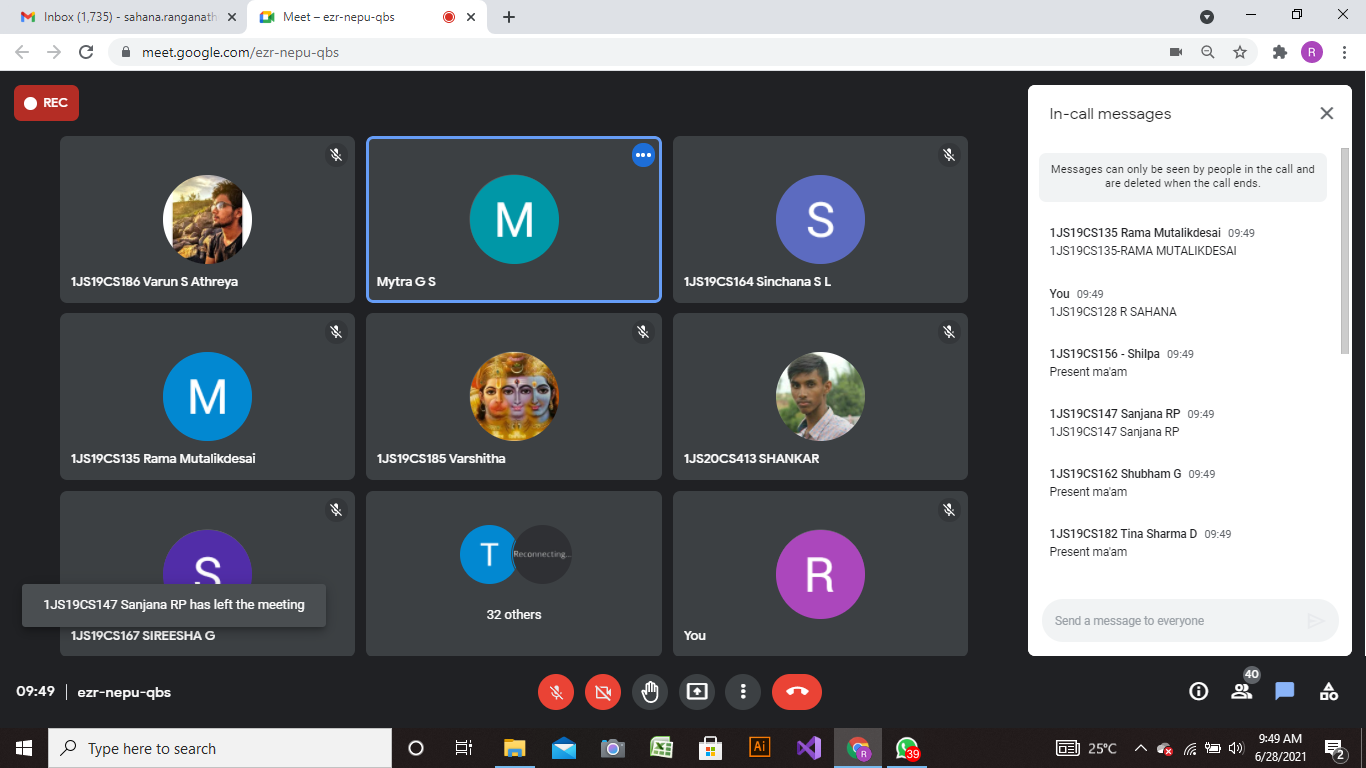 Inbox (1,735) - sahana.ranganath
Meet – ezr-nepu-qbs
meet.google.com/ezr-nepu-qbs
R
REC
1JS19CS186 Varun S Athreya
M
Mytra G S
S
1JS19CS164 Sinchana S L
M
1JS19CS135 Rama Mutalikdesai
1JS19CS185 Varshitha
1JS20CS413 SHANKAR
S
1JS19CS147 Sanjana RP has left the meeting
1JS19CS167 SIREESHA G
T
Reconnecting...
32 others
R
You
In-call messages
Messages can only be seen by people in the call and
are deleted when the call ends.
1JS19CS135 Rama Mutalikdesai 09:49
1JS19CS135-RAMA MUTALIKDESAI
You 09:49
1JS19CS128 R SAHANA
1JS19CS156 - Shilpa 09:49
Present ma'am
1JS19CS147 Sanjana RP 09:49
1JS19CS147 Sanjana RP
1JS19CS162 Shubham G 09:49
Present ma'am
1JS19CS182 Tina Sharma D 09:49
Present ma'am
Send a message to everyone
09:49 | ezr-nepu-qbs
40
Type here to search
Ai
R
39
25°C
9:49 AM
6/28/2021
2